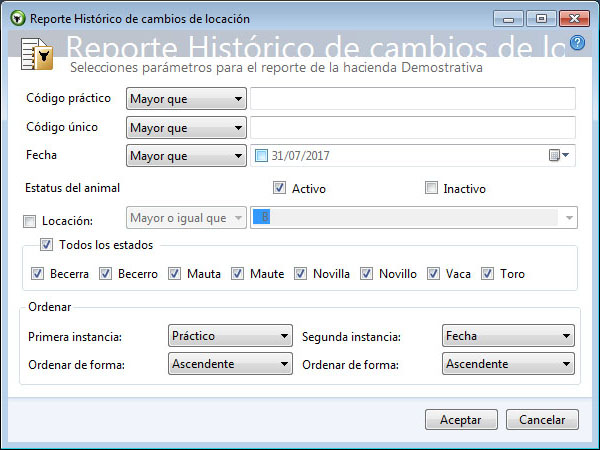 Reporte Histórico de cambios de locación
Reporte Histórico de cambios de lo
Selecciones parámetros para el reporte de la hacienda Demostrativa
Código práctico Mayor que
Código único Mayor que
Fecha Mayor que 31/07/2017
Estatus del animal Activo Inactivo
Locación: Mayor o igual que 8
Todos los estados
Becerra Becerro Mauta Maute Novilla Novillo Vaca Toro
Ordenar
Primera instancia: Práctico Segunda instancia: Fecha
Ordenar de forma: Ascendente Ordenar de forma: Ascendente
Aceptar Cancelar